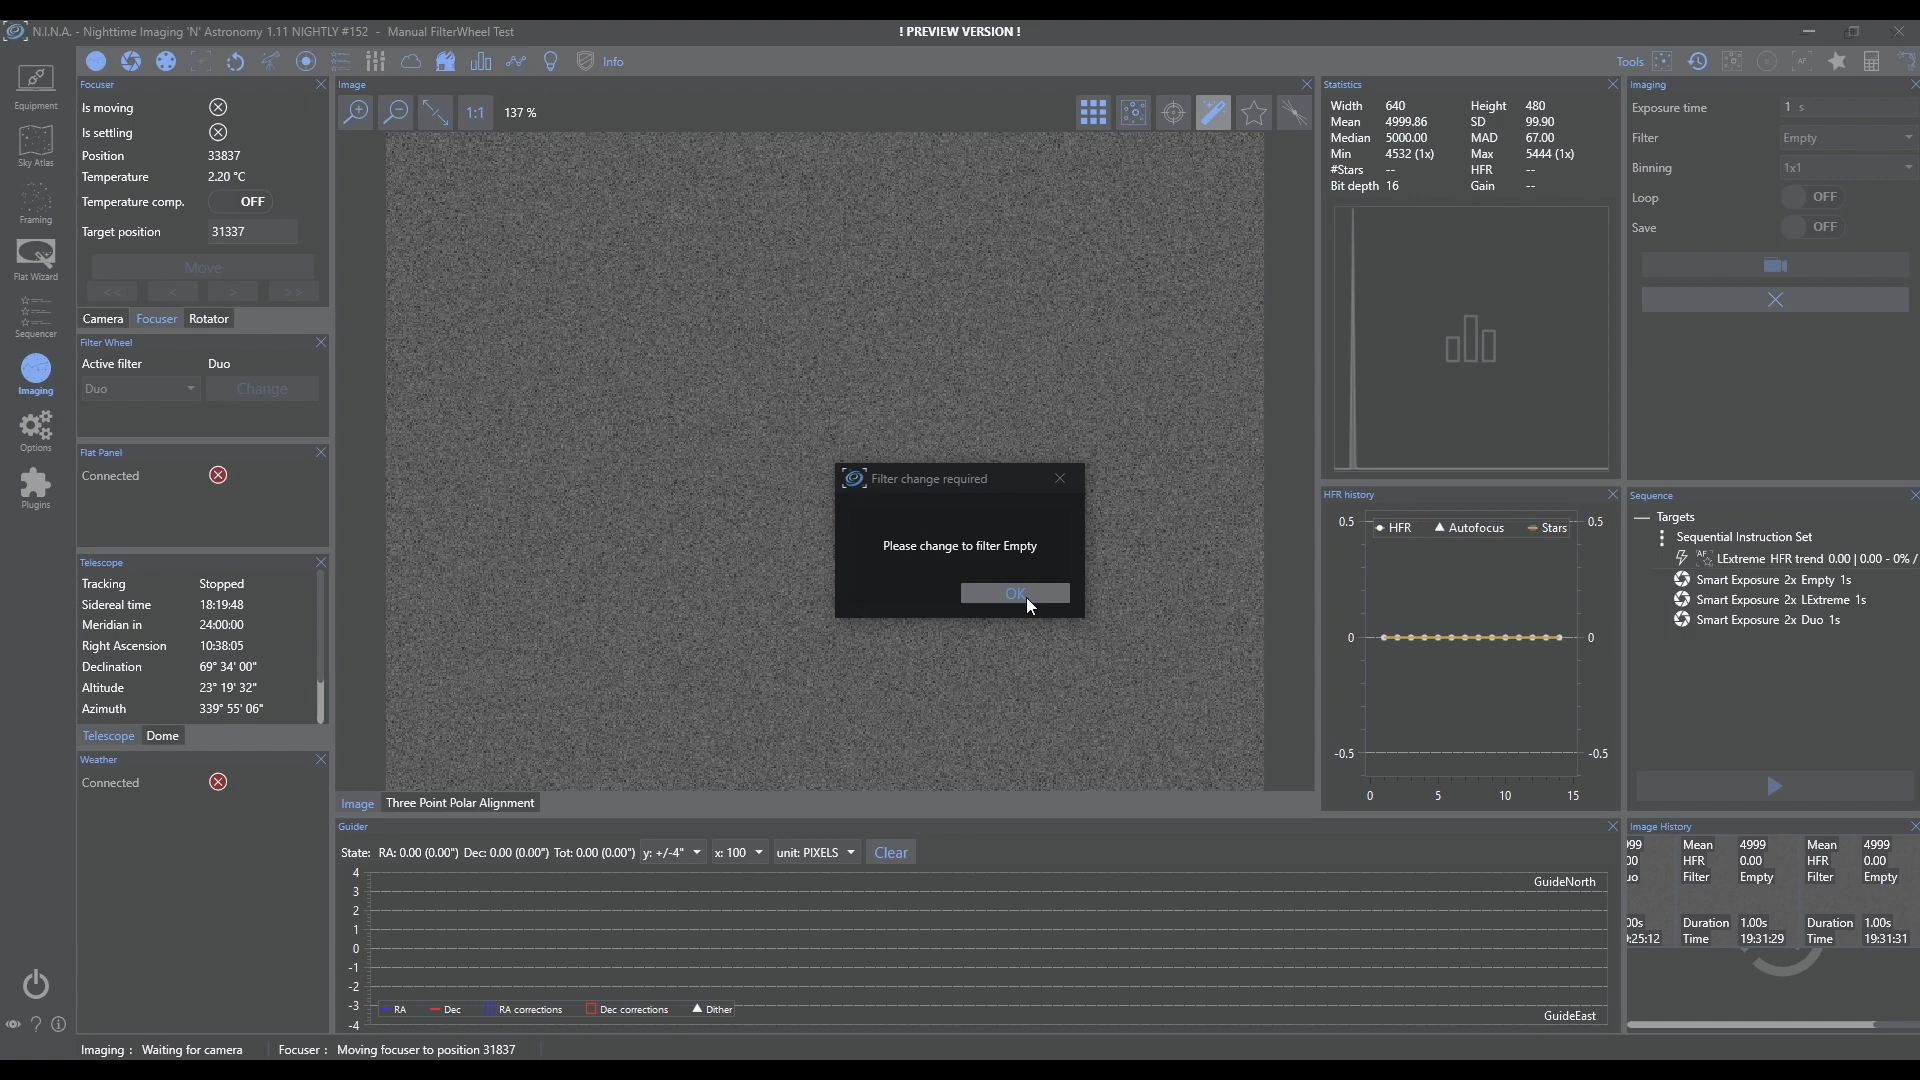 N.I.N.A. - Nighttime Imaging 'N' Astronomy 1.11 NIGHTLY #152 - Manual FilterWheel Test
! PREVIEW VERSION !
Info
Tools
Equipment
Sky Atlas
Framing
Flat Wizard
Sequencer
Imaging
Options
Plugins
Focuser
Is moving
Is settling
Position 33837
Temperature 2.20 °C
Temperature comp. OFF
Target position 31337
Move
<< < > >>
Camera Focuser Rotator
Filter Wheel
Active filter Duo
Duo Change
Flat Panel
Connected
Telescope
Tracking Stopped
Sidereal time 18:19:48
Meridian in 24:00:00
Right Ascension 10:38:05
Declination 69° 34' 00"
Altitude 23° 19' 32"
Azimuth 339° 55' 06"
Telescope Dome
Weather
Connected
Image
1:1 137 %
Filter change required
Please change to filter Empty
OK
Image Three Point Polar Alignment
Guider
State: RA: 0.00 (0.00") Dec: 0.00 (0.00") Tot: 0.00 (0.00") y: +/-4" x: 100 unit: PIXELS Clear
4
3
2
1
0
-1
-2
-3
-4
GuideNorth
GuideEast
RA Dec RA corrections Dec corrections Dither
Statistics
Width 640 Height 480
Mean 4999.86 SD 99.90
Median 5000.00 MAD 67.00
Min 4532 (1x) Max 5444 (1x)
#Stars -- HFR --
Bit depth 16 Gain --
HFR history
HFR Autofocus Stars
0.5 0.5
0 0
-0.5 -0.5
0 5 10 15
Imaging
Exposure time 1 s
Filter Empty
Binning 1x1
Loop OFF
Save OFF
Sequence
Targets
Sequential Instruction Set
AF LExtreme HFR trend 0.00 | 0.00 - 0% /
Smart Exposure 2x Empty 1s
Smart Exposure 2x LExtreme 1s
Smart Exposure 2x Duo 1s
Image History
Mean 4999 Mean 4999
HFR 0.00 HFR 0.00
Filter Empty Filter Empty
Duration 1.00s Duration 1.00s
:25:12 Time 19:31:29 Time 19:31:31
Imaging : Waiting for camera Focuser : Moving focuser to position 31837